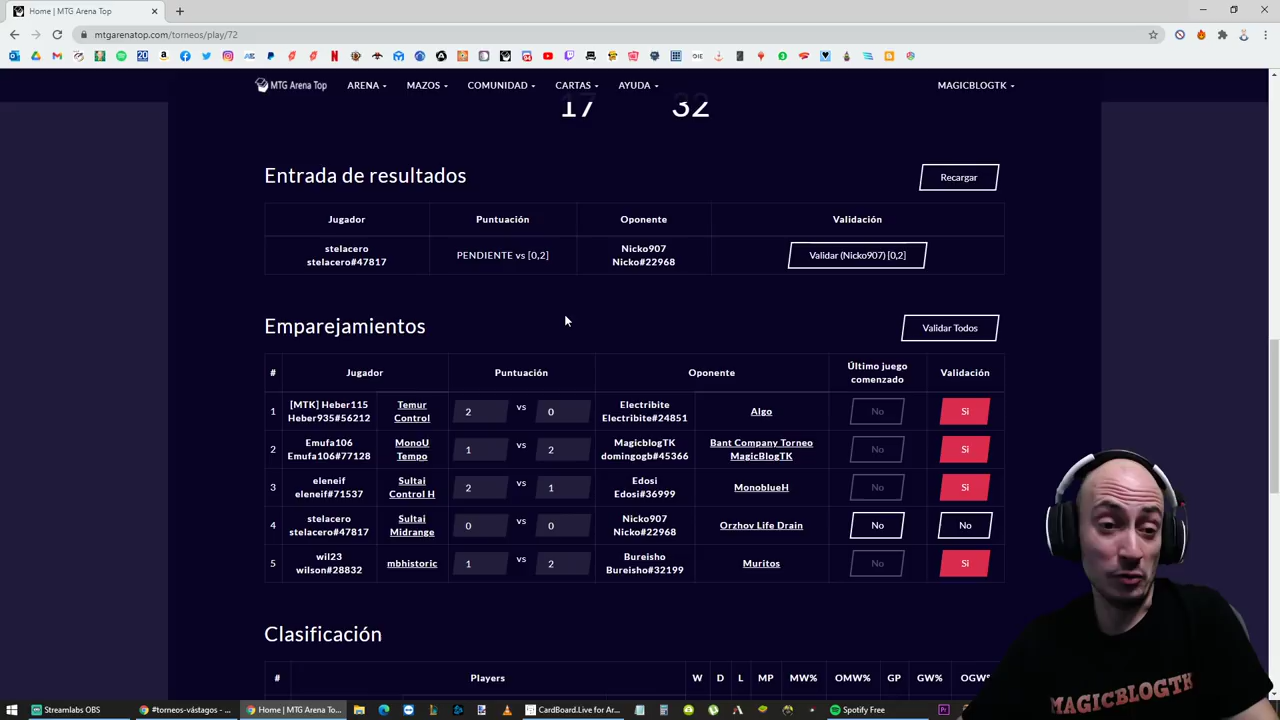 Home | MTG Arena Top
mtgarenatop.com/torneos/play/72
MTG Arena Top ARENA MAZOS COMUNIDAD CARTAS AYUDA MAGICBLOGTK
17 32
Entrada de resultados
Recargar
Jugador Puntuación Oponente Validación
stelacero
stelacero#47817
PENDIENTE vs [0,2]
Nicko907
Nicko#22968
Validar (Nicko907) [0,2]
Emparejamientos
Validar Todos
# Jugador Puntuación Oponente Último juego
comenzado
Validación
1 [MTK] Heber115
Heber935#56212
Temur
Control
2 vs 0
Electribite
Electribite#24851
Algo
No Si
2 Emufa106
Emufa106#77128
MonoU
Tempo
1 vs 2
MagicblogTK
domingogb#45366
Bant Company Torneo
MagicBlogTK
No Si
3 eleneif
eleneif#71537
Sultai
Control H
2 vs 1
Edosi
Edosi#36999
MonoblueH
No Si
4 stelacero
stelacero#47817
Sultai
Midrange
0 vs 0
Nicko907
Nicko#22968
Orzhov Life Drain
No No
5 wil23
wilson#28832
mbhistoric
1 vs 2
Bureisho
Bureisho#32199
Muritos
No Si
Clasificación
# Players W D L MP MW% OMW% GP GW% OGW%
MAGICBLOGTK
Streamlabs OBS
#torneos-vástagos - ...
Home | MTG Arena To...
CardBoard.Live for Ar...
Spotify Free